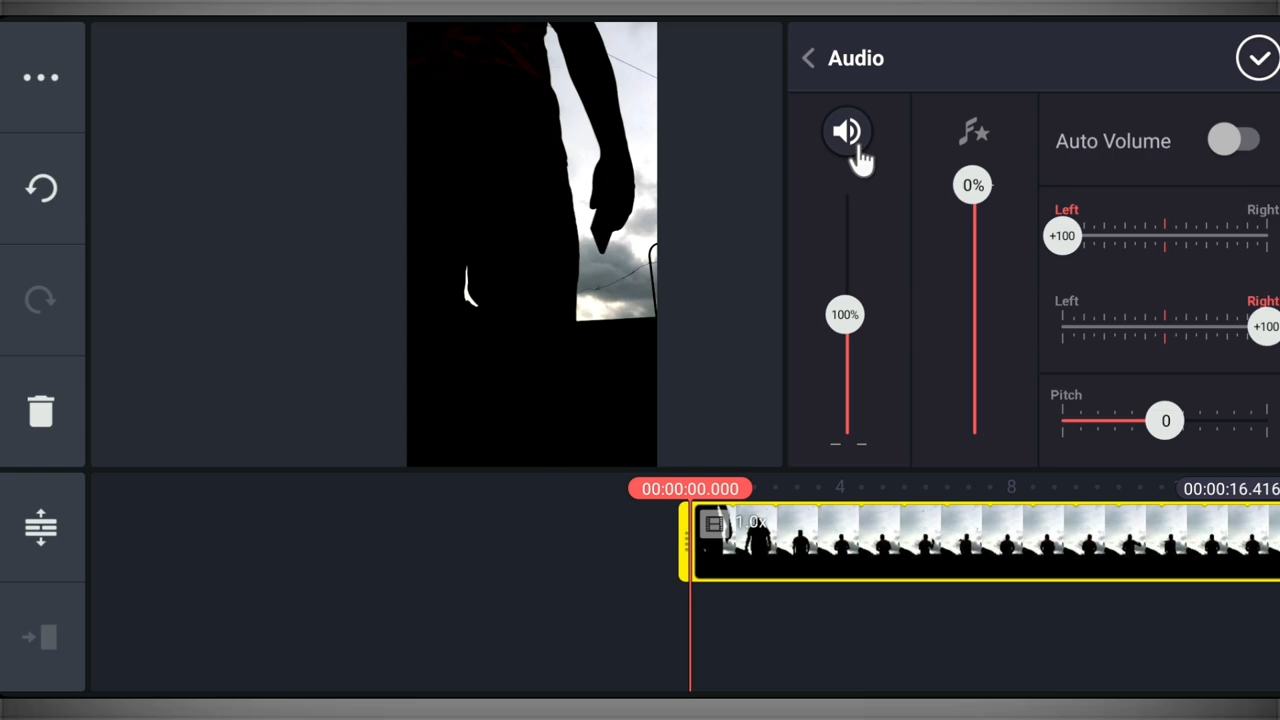 Audio
Auto Volume
0%
100%
Left
Right
+100
Left
Right
+100
Pitch
0
00:00:00.000
4
8
00:00:16.416
1.0x